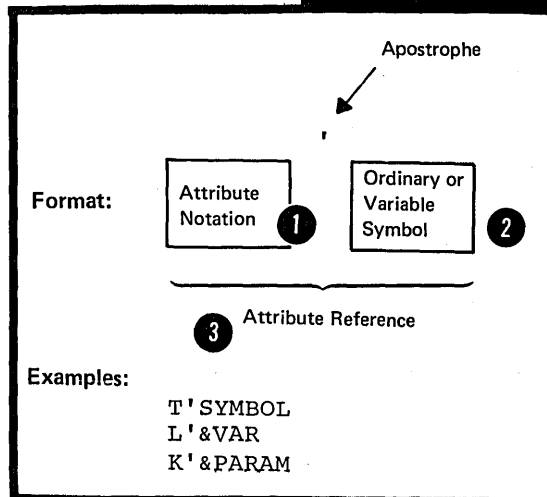 Apostrophe
'
Format:
Attribute
Notation
1
Ordinary or
Variable
Symbol
2
3 Attribute Reference
Examples:
T'SYMBOL
L'&VAR
K'&PARAM